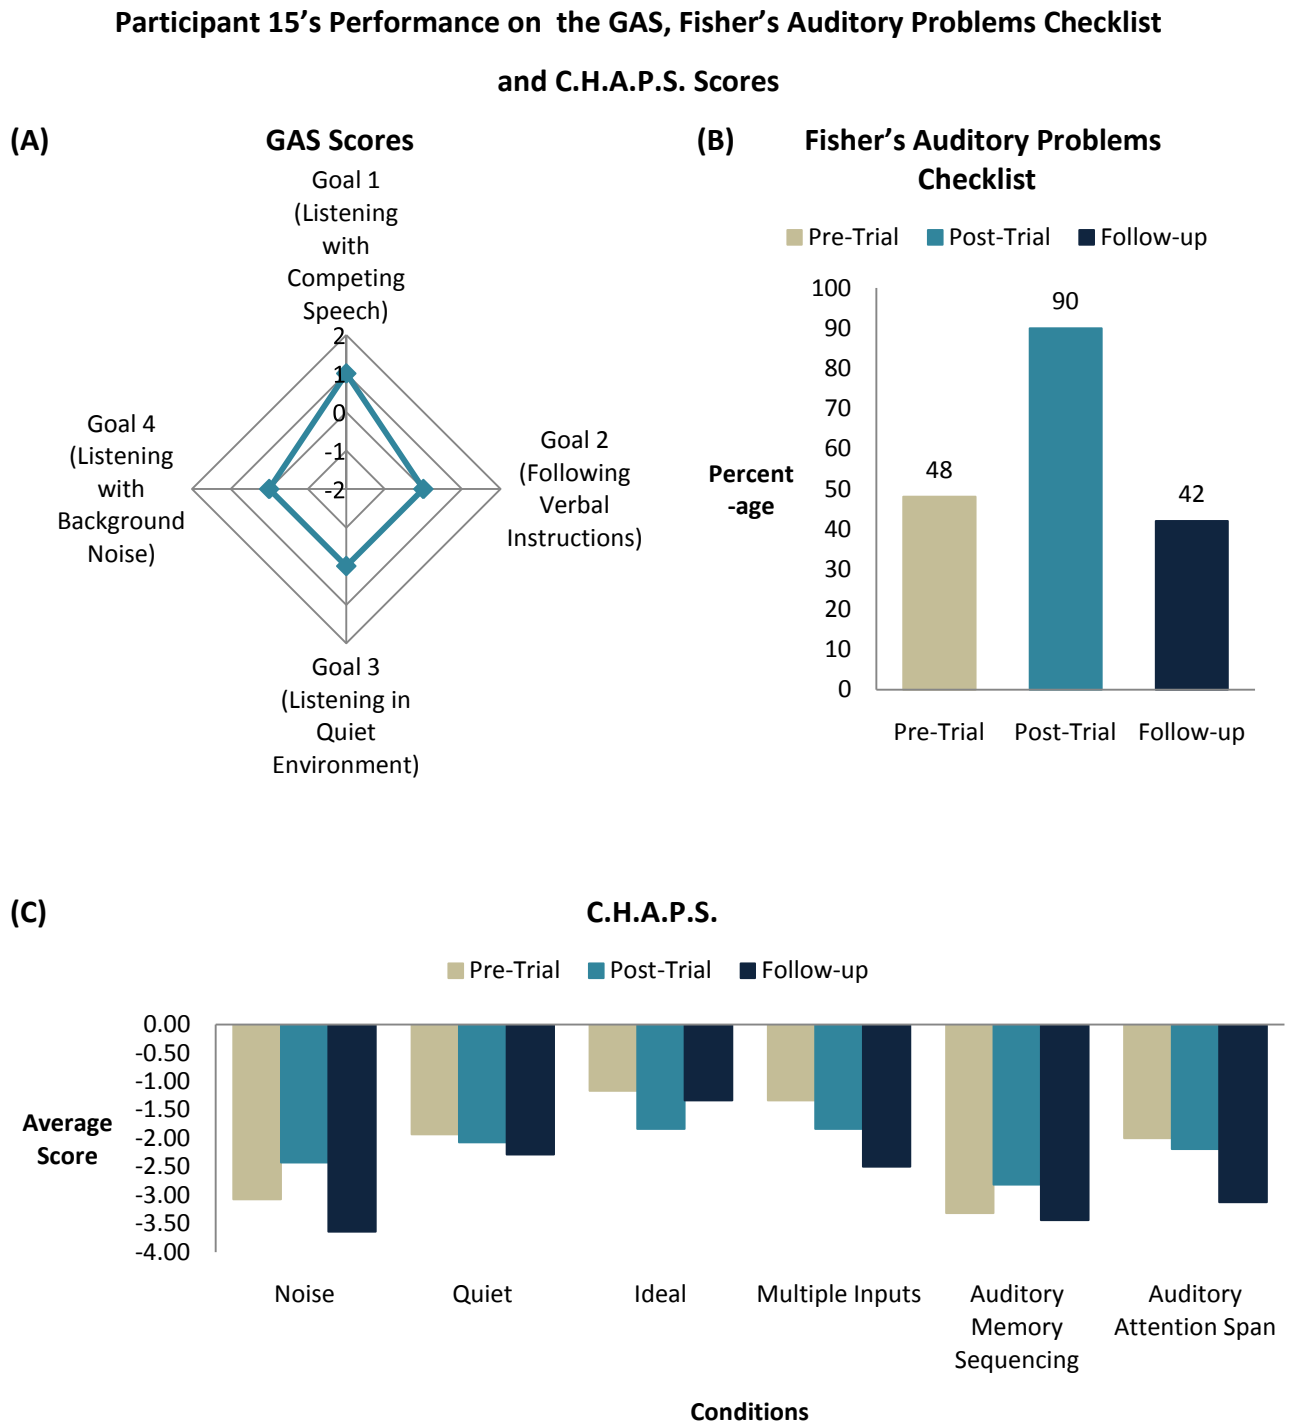 Participant 15's Performance on the GAS, Fisher's Auditory Problems Checklist
and C.H.A.P.S. Scores
(A)
GAS Scores
Goal 1
(Listening
with
Competing
Speech)
2
1
0
-1
-2
Goal 2
(Following
Verbal
Instructions)
Goal 3
(Listening in
Quiet
Environment)
Goal 4
(Listening
with
Background
Noise)
(B)
Fisher's Auditory Problems
Checklist
Pre-Trial Post-Trial Follow-up
Percent
-age
100
90
80
70
60
50
40
30
20
10
0
48
90
42
Pre-Trial Post-Trial Follow-up
(C)
C.H.A.P.S.
Pre-Trial Post-Trial Follow-up
Average
Score
0.00
-0.50
-1.00
-1.50
-2.00
-2.50
-3.00
-3.50
-4.00
Noise
Quiet
Ideal
Multiple Inputs
Auditory
Memory
Sequencing
Auditory
Attention Span
Conditions